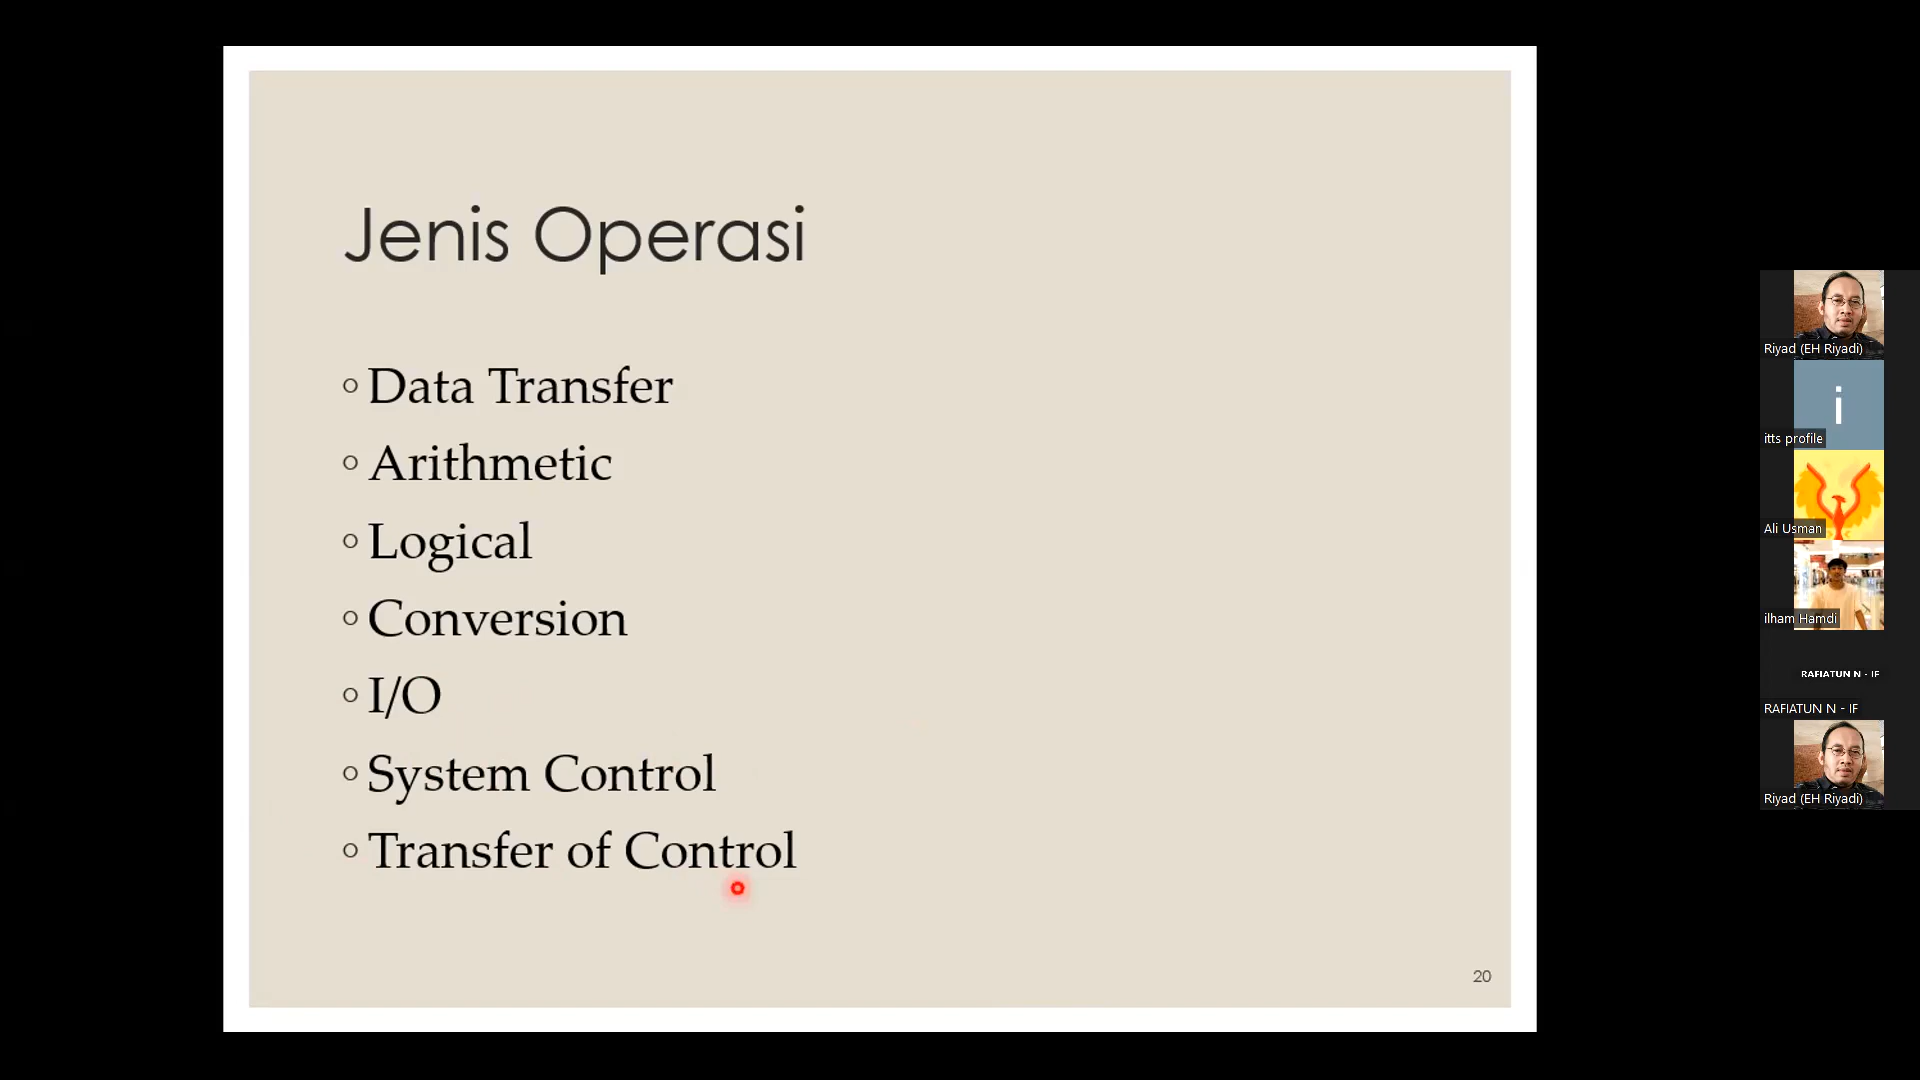 Jenis Operasi
Data Transfer
Arithmetic
Logical
Conversion
I/O
System Control
Transfer of Control
20
Riyad (EH Riyadi)
i
itts profile
Ali Usman
ilham Hamdi
RAFIATUN N - IF
RAFIATUN N - IF
Riyad (EH Riyadi)